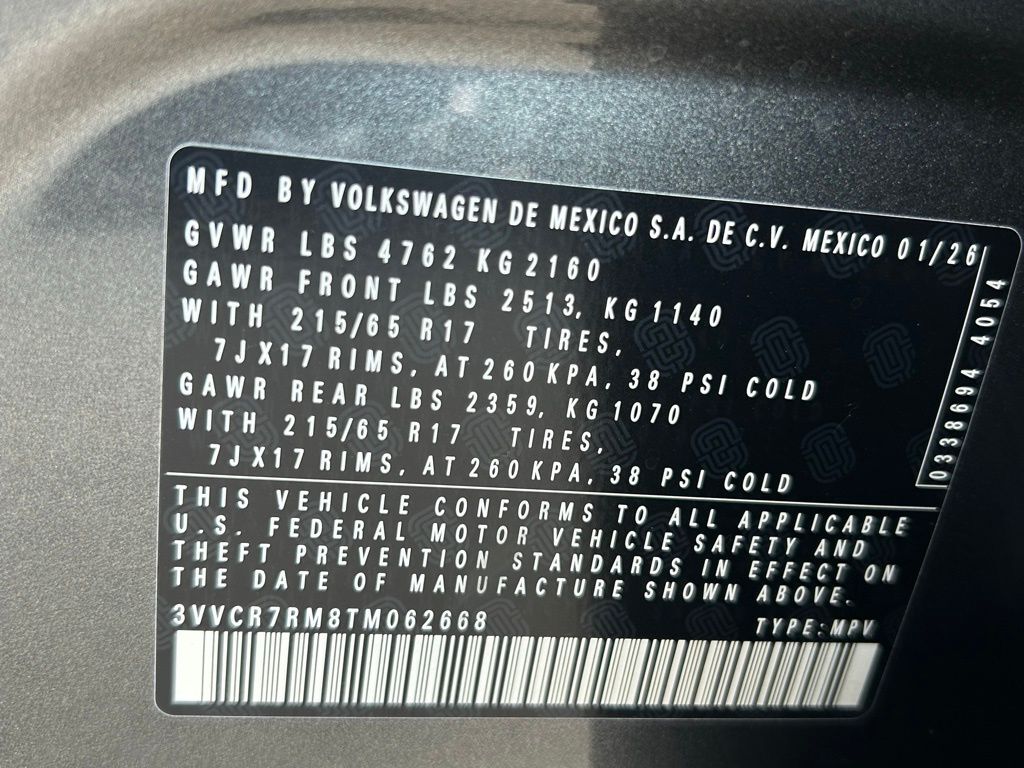 MFD BY VOLKSWAGEN DE MEXICO S.A. DE C.V. MEXICO 01/26
GVWR LBS 4762 KG 2160
GAWR FRONT LBS 2513, KG 1140
WITH 215/65 R17 TIRES,
7J X17 RIMS, AT 260 KPA, 38 PSI COLD
GAWR REAR LBS 2359, KG 1070
WITH 215/65 R17 TIRES,
7J X17 RIMS, AT 260 KPA, 38 PSI COLD
0338694 4054
THIS VEHICLE CONFORMS TO ALL APPLICABLE
U.S. FEDERAL MOTOR VEHICLE SAFETY AND
THEFT PREVENTION STANDARDS IN EFFECT ON
THE DATE OF MANUFACTURE SHOWN ABOVE.
3VVCR7RM8TM062668 TYPE:MPV